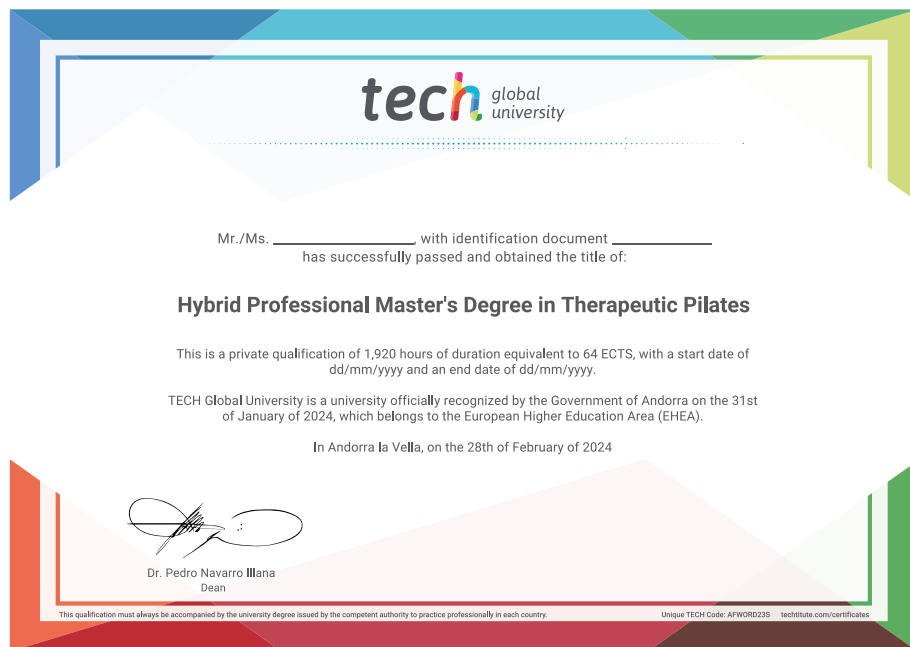 tech global
university
Mr./Ms. ______________, with identification document __________
has successfully passed and obtained the title of:
Hybrid Professional Master's Degree in Therapeutic Pilates
This is a private qualification of 1,920 hours of duration equivalent to 64 ECTS, with a start date of
dd/mm/yyyy and an end date of dd/mm/yyyy.
TECH Global University is a university officially recognized by the Government of Andorra on the 31st
of January of 2024, which belongs to the European Higher Education Area (EHEA).
In Andorra la Vella, on the 28th of February of 2024
Dr. Pedro Navarro Illana
Dean
This qualification must always be accompanied by the university degree issued by the competent authority to practice professionally in each country.
Unique TECH Code: AFWORD23S techtitute.com/certificates